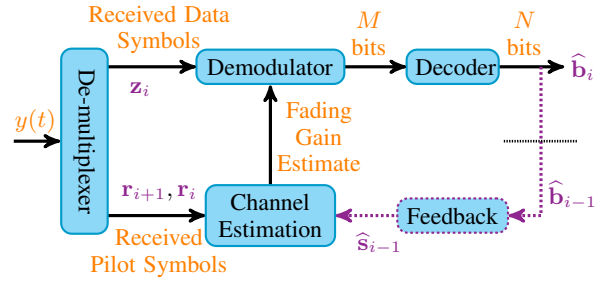 Received Data
Symbols
M
bits
N
bits
De-multiplexer
Demodulator
Decoder
z_i
b̂_i
y(t)
Fading
Gain
Estimate
r_{i+1}, r_i
Channel
Estimation
Feedback
b̂_{i−1}
ŝ_{i−1}
Received
Pilot Symbols